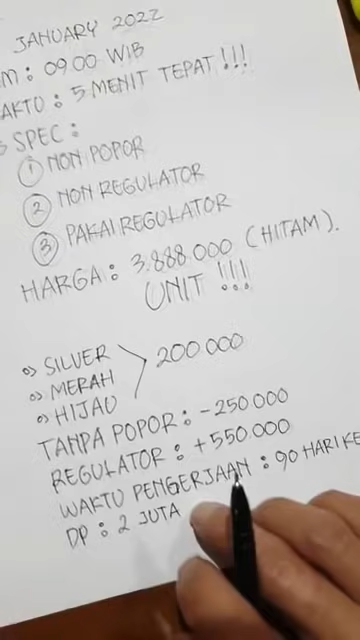 JANUARY 2022
M : 09 00 WIB
AKTU : 5 MENIT TEPAT !!!
SPEC :
① NON POPOR
② NON REGULATOR
③ PAKAI REGULATOR
HARGA : 3.888.000 (HITAM).
UNIT !!!
SILVER
200 000
MERAH
HIJAU
TANPA POPOR : -250 000
REGULATOR : +550.000
WAKTU PENGERJAAN : 90 HARI KE
DP : 2 JUTA